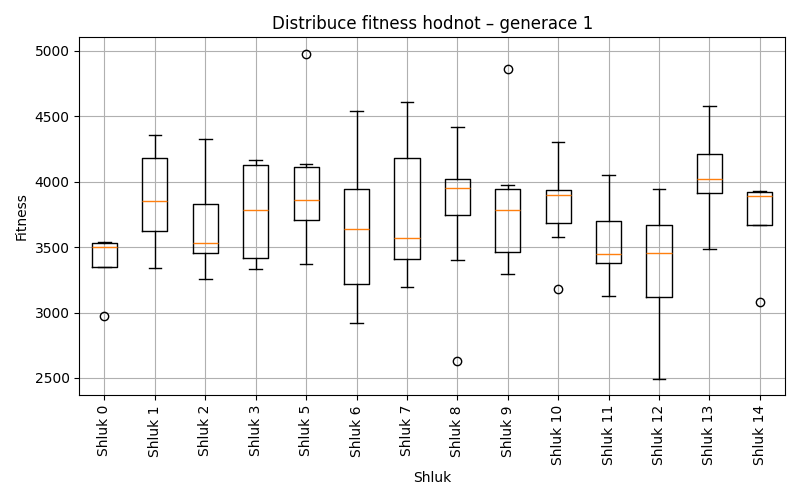 Distribuce fitness hodnot – generace 1
Fitness
5000
4500
4000
3500
3000
2500
Shluk 0
Shluk 1
Shluk 2
Shluk 3
Shluk 5
Shluk 6
Shluk 7
Shluk 8
Shluk 9
Shluk 10
Shluk 11
Shluk 12
Shluk 13
Shluk 14
Shluk